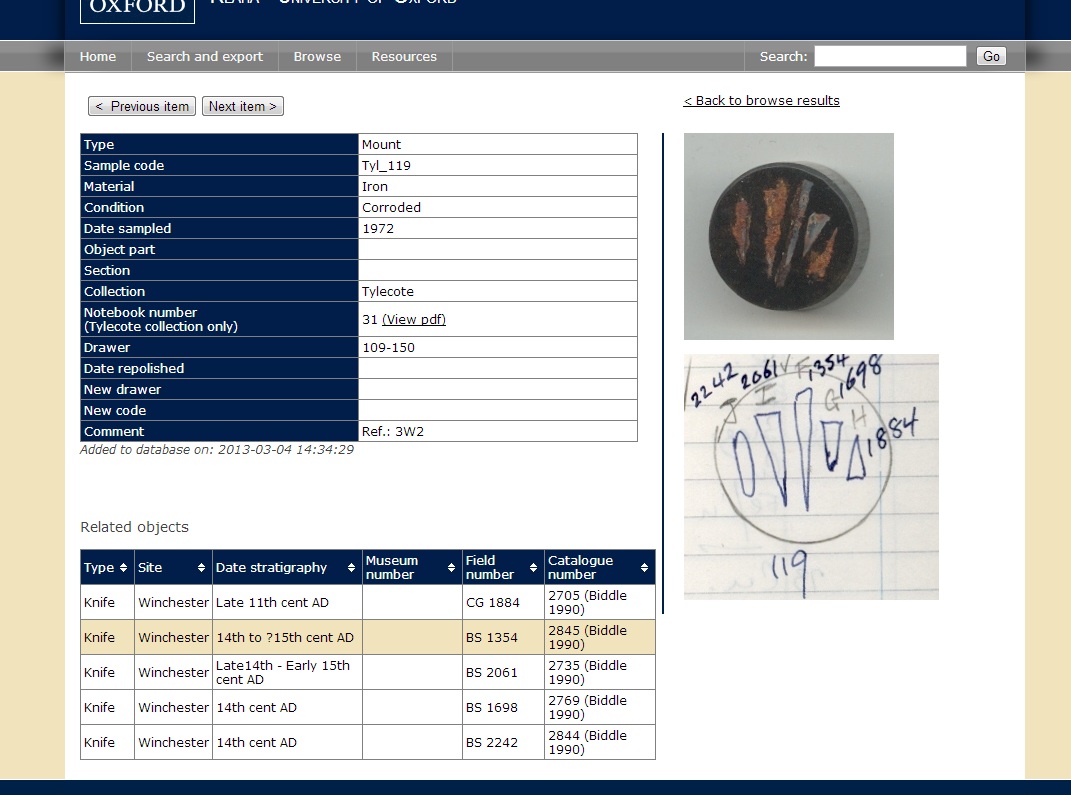 OXFORD
Home Search and export Browse Resources Search: Go
< Previous item Next item >
< Back to browse results
Type Mount
Sample code Tyl_119
Material Iron
Condition Corroded
Date sampled 1972
Object part
Section
Collection Tylecote
Notebook number
(Tylecote collection only) 31 (View pdf)
Drawer 109-150
Date repolished
New drawer
New code
Comment Ref.: 3W2
Added to database on: 2013-03-04 14:34:29
2242 2061 1354 1698
J I F G H 1884
119
Related objects
Type Site Date stratigraphy Museum number Field number Catalogue number
Knife Winchester Late 11th cent AD CG 1884 2705 (Biddle 1990)
Knife Winchester 14th to ?15th cent AD BS 1354 2845 (Biddle 1990)
Knife Winchester Late14th - Early 15th cent AD BS 2061 2735 (Biddle 1990)
Knife Winchester 14th cent AD BS 1698 2769 (Biddle 1990)
Knife Winchester 14th cent AD BS 2242 2844 (Biddle 1990)